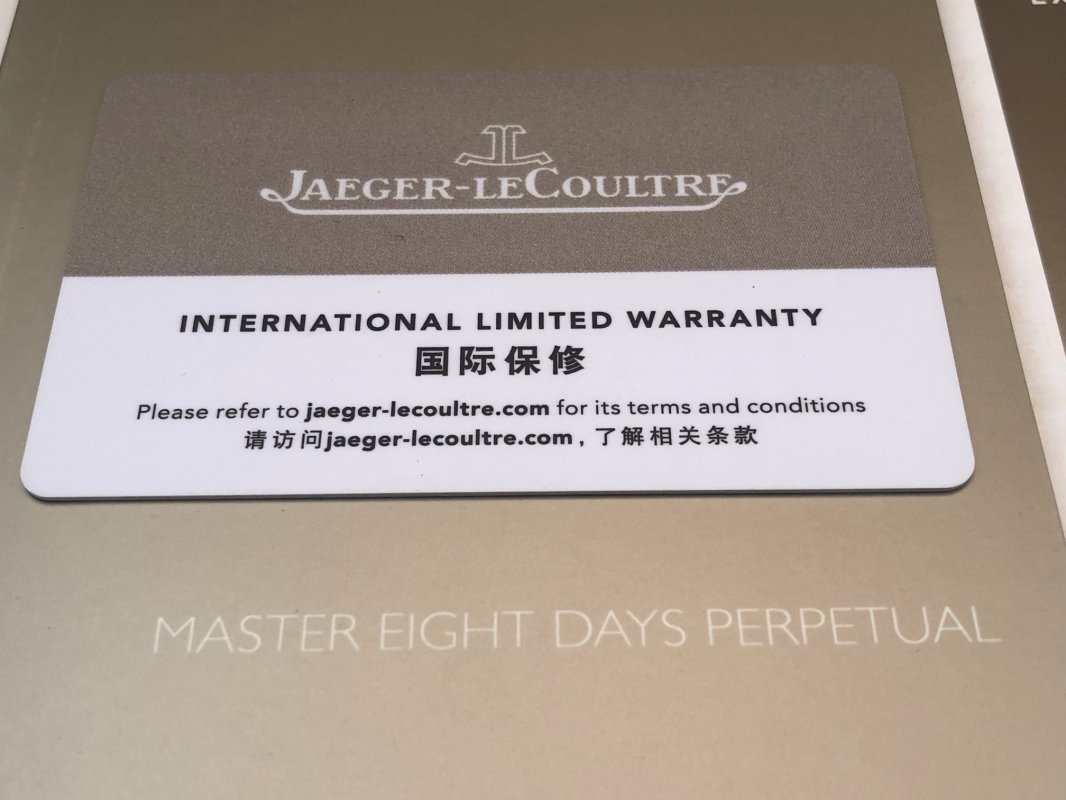 JAEGER-LECOULTRE
INTERNATIONAL LIMITED WARRANTY
国际保修
Please refer to jaeger-lecoultre.com for its terms and conditions
请访问jaeger-lecoultre.com，了解相关条款
MASTER EIGHT DAYS PERPETUAL